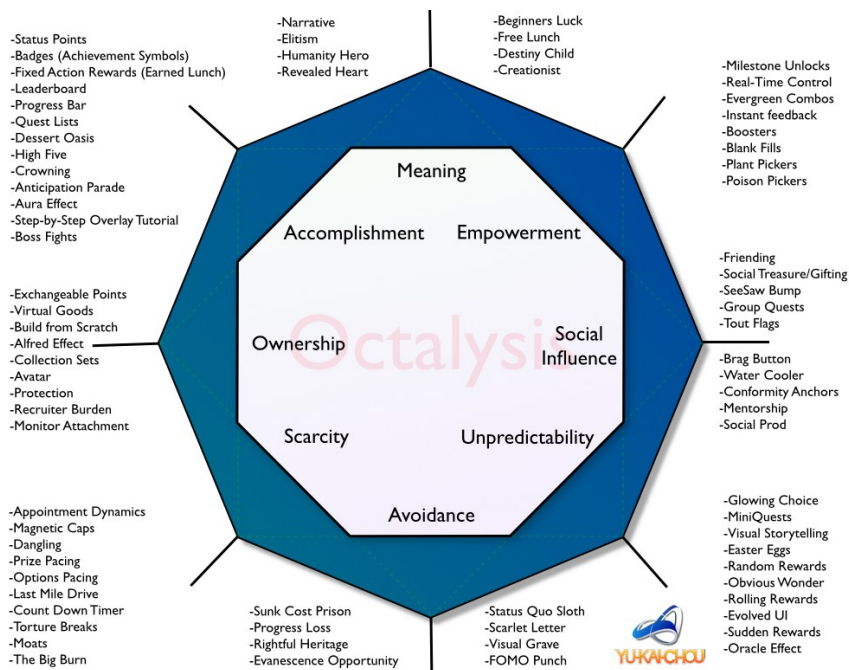 -Narrative
-Elitism
-Humanity Hero
-Revealed Heart
-Beginners Luck
-Free Lunch
-Destiny Child
-Creationist
-Status Points
-Badges (Achievement Symbols)
-Fixed Action Rewards (Earned Lunch)
-Leaderboard
-Progress Bar
-Quest Lists
-Dessert Oasis
-High Five
-Crowning
-Anticipation Parade
-Aura Effect
-Step-by-Step Overlay Tutorial
-Boss Fights
-Milestone Unlocks
-Real-Time Control
-Evergreen Combos
-Instant feedback
-Boosters
-Blank Fills
-Plant Pickers
-Poison Pickers
Meaning
Accomplishment
Empowerment
-Exchangeable Points
-Virtual Goods
-Build from Scratch
-Alfred Effect
-Collection Sets
-Avatar
-Protection
-Recruiter Burden
-Monitor Attachment
Ownership
Octalysis
Social
Influence
-Friending
-Social Treasure/Gifting
-SeeSaw Bump
-Group Quests
-Tout Flags
-Brag Button
-Water Cooler
-Conformity Anchors
-Mentorship
-Social Prod
Scarcity
Unpredictability
Avoidance
-Appointment Dynamics
-Magnetic Caps
-Dangling
-Prize Pacing
-Options Pacing
-Last Mile Drive
-Count Down Timer
-Torture Breaks
-Moats
-The Big Burn
-Sunk Cost Prison
-Progress Loss
-Rightful Heritage
-Evanescence Opportunity
-Status Quo Sloth
-Scarlet Letter
-Visual Grave
-FOMO Punch
YU-KAI-CHOU
-Glowing Choice
-MiniQuests
-Visual Storytelling
-Easter Eggs
-Random Rewards
-Obvious Wonder
-Rolling Rewards
-Evolved UI
-Sudden Rewards
-Oracle Effect